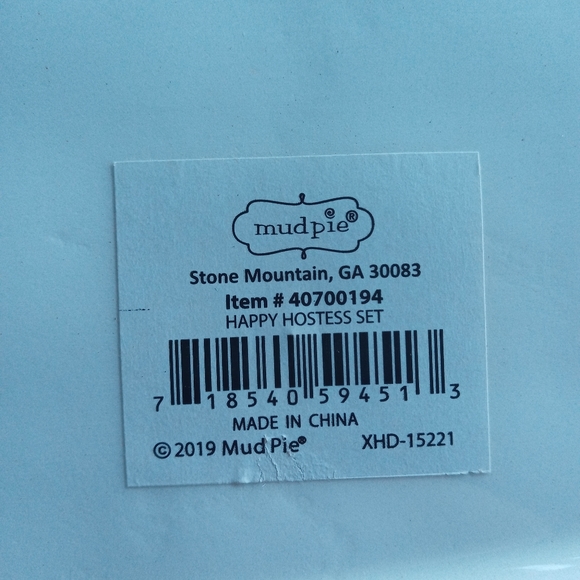 mudpie®
Stone Mountain, GA 30083
Item # 40700194
HAPPY HOSTESS SET
7 18540 59451 3
MADE IN CHINA
© 2019 Mud Pie® XHD-15221